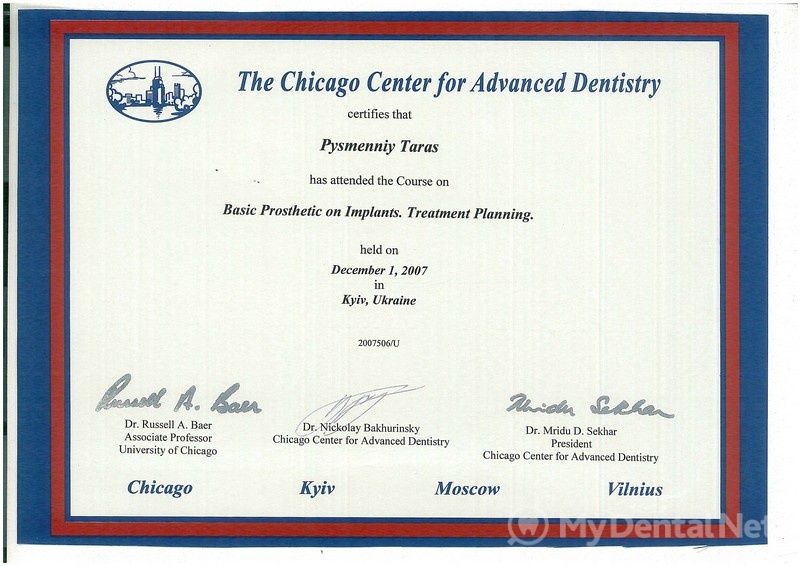 The Chicago Center for Advanced Dentistry
certifies that
Pysmenniy Taras
has attended the Course on
Basic Prosthetic on Implants. Treatment Planning.
held on
December 1, 2007
in
Kyiv, Ukraine
2007506/U
Russell A. Baer
Dr. Russell A. Baer
Associate Professor
University of Chicago
Dr. Nickolay Bakhurinsky
Chicago Center for Advanced Dentistry
Mridu Sekhar
Dr. Mridu D. Sekhar
President
Chicago Center for Advanced Dentistry
Chicago Kyiv Moscow Vilnius
MyDentalNet